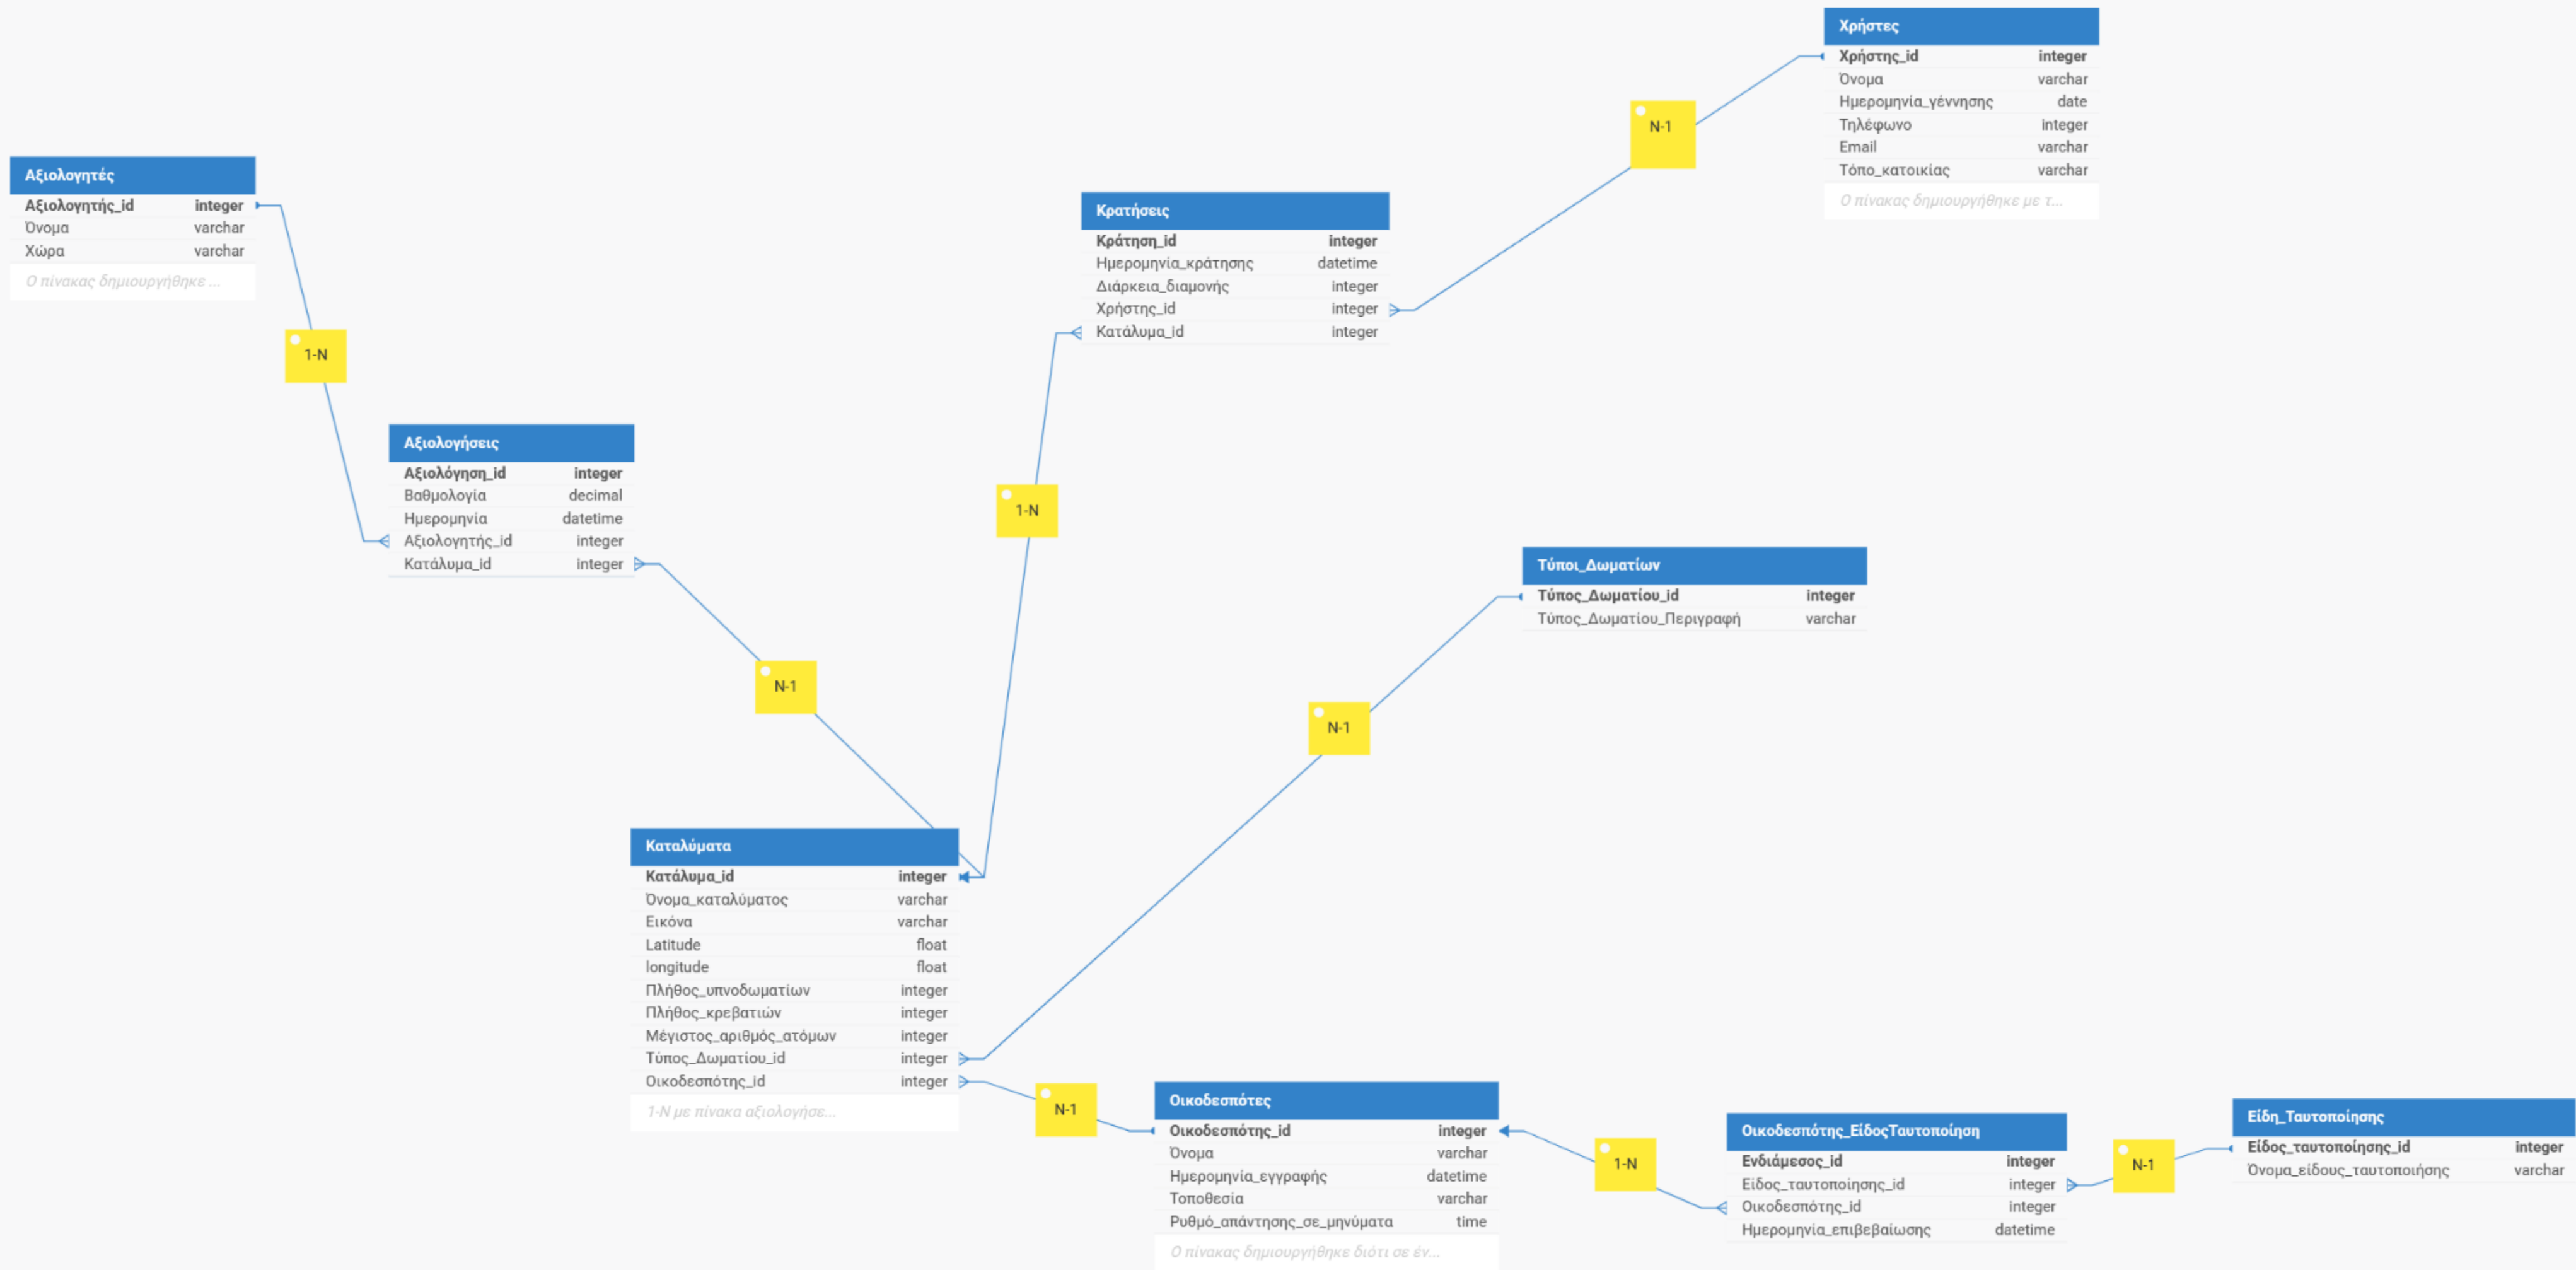 Χρήστες
Χρήστης_id integer
Όνομα varchar
Ημερομηνία_γέννησης date
Τηλέφωνο integer
Email varchar
Τόπο_κατοικίας varchar
Ο πίνακας δημιουργήθηκε με τ...
N-1
Αξιολογητές
Αξιολογητής_id integer
Όνομα varchar
Χώρα varchar
Ο πίνακας δημιουργήθηκε ...
1-N
Κρατήσεις
Κράτηση_id integer
Ημερομηνία_κράτησης datetime
Διάρκεια_διαμονής integer
Χρήστης_id integer
Κατάλυμα_id integer
1-N
Αξιολογήσεις
Αξιολόγηση_id integer
Βαθμολογία decimal
Ημερομηνία datetime
Αξιολογητής_id integer
Κατάλυμα_id integer
N-1
Τύποι_Δωματίων
Τύπος_Δωματίου_id integer
Τύπος_Δωματίου_Περιγραφή varchar
N-1
Καταλύματα
Κατάλυμα_id integer
Όνομα_καταλύματος varchar
Εικόνα varchar
Latitude float
longitude float
Πλήθος_υπνοδωματίων integer
Πλήθος_κρεβατιών integer
Μέγιστος_αριθμός_ατόμων integer
Τύπος_Δωματίου_id integer
Οικοδεσπότης_id integer
1-N με πίνακα αξιολογήσε...
N-1
Οικοδεσπότες
Οικοδεσπότης_id integer
Όνομα varchar
Ημερομηνία_εγγραφής datetime
Τοποθεσία varchar
Ρυθμό_απάντησης_σε_μηνύματα time
Ο πίνακας δημιουργήθηκε διότι σε έν...
1-N
Οικοδεσπότης_ΕίδοςΤαυτοποίηση
Ενδιάμεσος_id integer
Είδος_ταυτοποίησης_id integer
Οικοδεσπότης_id integer
Ημερομηνία_επιβεβαίωσης datetime
N-1
Είδη_Ταυτοποίησης
Είδος_ταυτοποίησης_id integer
Όνομα_είδους_ταυτοποιήσης varchar